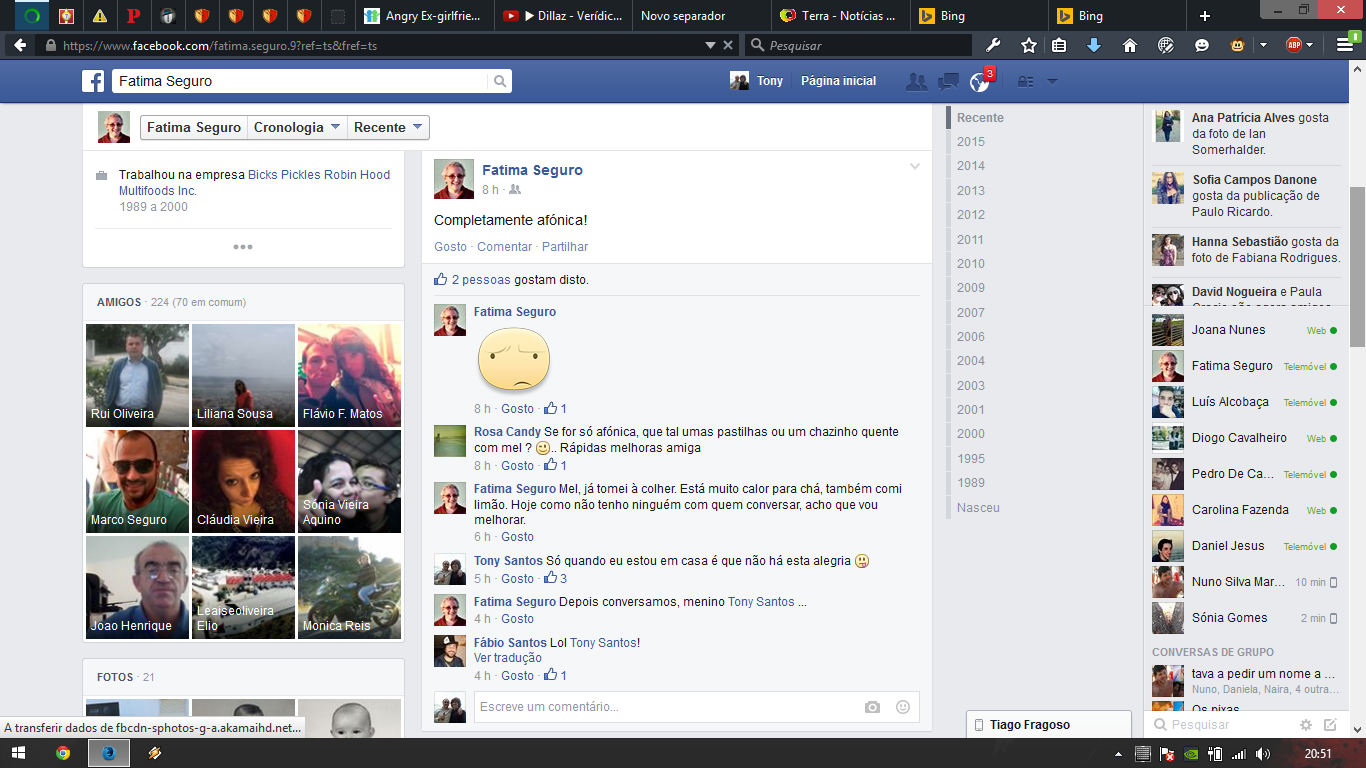 Angry Ex-girlfrie...
Dillaz - Verídic...
Novo separador
Terra - Notícias ...
Bing
Bing
https://www.facebook.com/fatima.seguro.9?ref=ts&fref=ts
Pesquisar
ABP
Fatima Seguro
Tony
Página inicial
3
Fatima Seguro
Cronologia
Recente
Trabalhou na empresa Bicks Pickles Robin Hood
Multifoods Inc.
1989 a 2000
AMIGOS · 224 (70 em comum)
Rui Oliveira
Liliana Sousa
Flávio F. Matos
Marco Seguro
Cláudia Vieira
Sónia Vieira
Aquino
Joao Henrique
Leaiseoliveira
Elio
Monica Reis
FOTOS · 21
Fatima Seguro
8 h ·
Completamente afónica!
Gosto · Comentar · Partilhar
2 pessoas gostam disto.
Fatima Seguro
8 h · Gosto · 1
Rosa Candy Se for só afónica, que tal umas pastilhas ou um chazinho quente
com mel ? .. Rápidas melhoras amiga
8 h · Gosto · 1
Fatima Seguro Mel, já tomei à colher. Está muito calor para chá, também comi
limão. Hoje como não tenho ninguém com quem conversar, acho que vou
melhorar.
6 h · Gosto
Tony Santos Só quando eu estou em casa é que não há esta alegria
5 h · Gosto · 3
Fatima Seguro Depois conversamos, menino Tony Santos ...
4 h · Gosto
Fábio Santos Lol Tony Santos!
Ver tradução
4 h · Gosto · 1
Escreve um comentário...
Recente
2015
2014
2013
2012
2011
2010
2009
2007
2006
2004
2003
2001
2000
1995
1989
Nasceu
Ana Patrícia Alves gosta
da foto de Ian
Somerhalder.
Sofia Campos Danone
gosta da publicação de
Paulo Ricardo.
Hanna Sebastião gosta da
foto de Fabiana Rodrigues.
David Nogueira e Paula
Joana Nunes Web
Fatima Seguro Telemóvel
Luís Alcobaça Telemóvel
Diogo Cavalheiro Web
Pedro De Ca... Telemóvel
Carolina Fazenda Web
Daniel Jesus Telemóvel
Nuno Silva Mar... 10 min
Sónia Gomes 2 min
CONVERSAS DE GRUPO
tava a pedir um nome a ...
Nuno, Daniela, Naira, 4 outra...
Os pixas
Pesquisar
Tiago Fragoso
A transferir dados de fbcdn-sphotos-g-a.akamaihd.net...
20:51